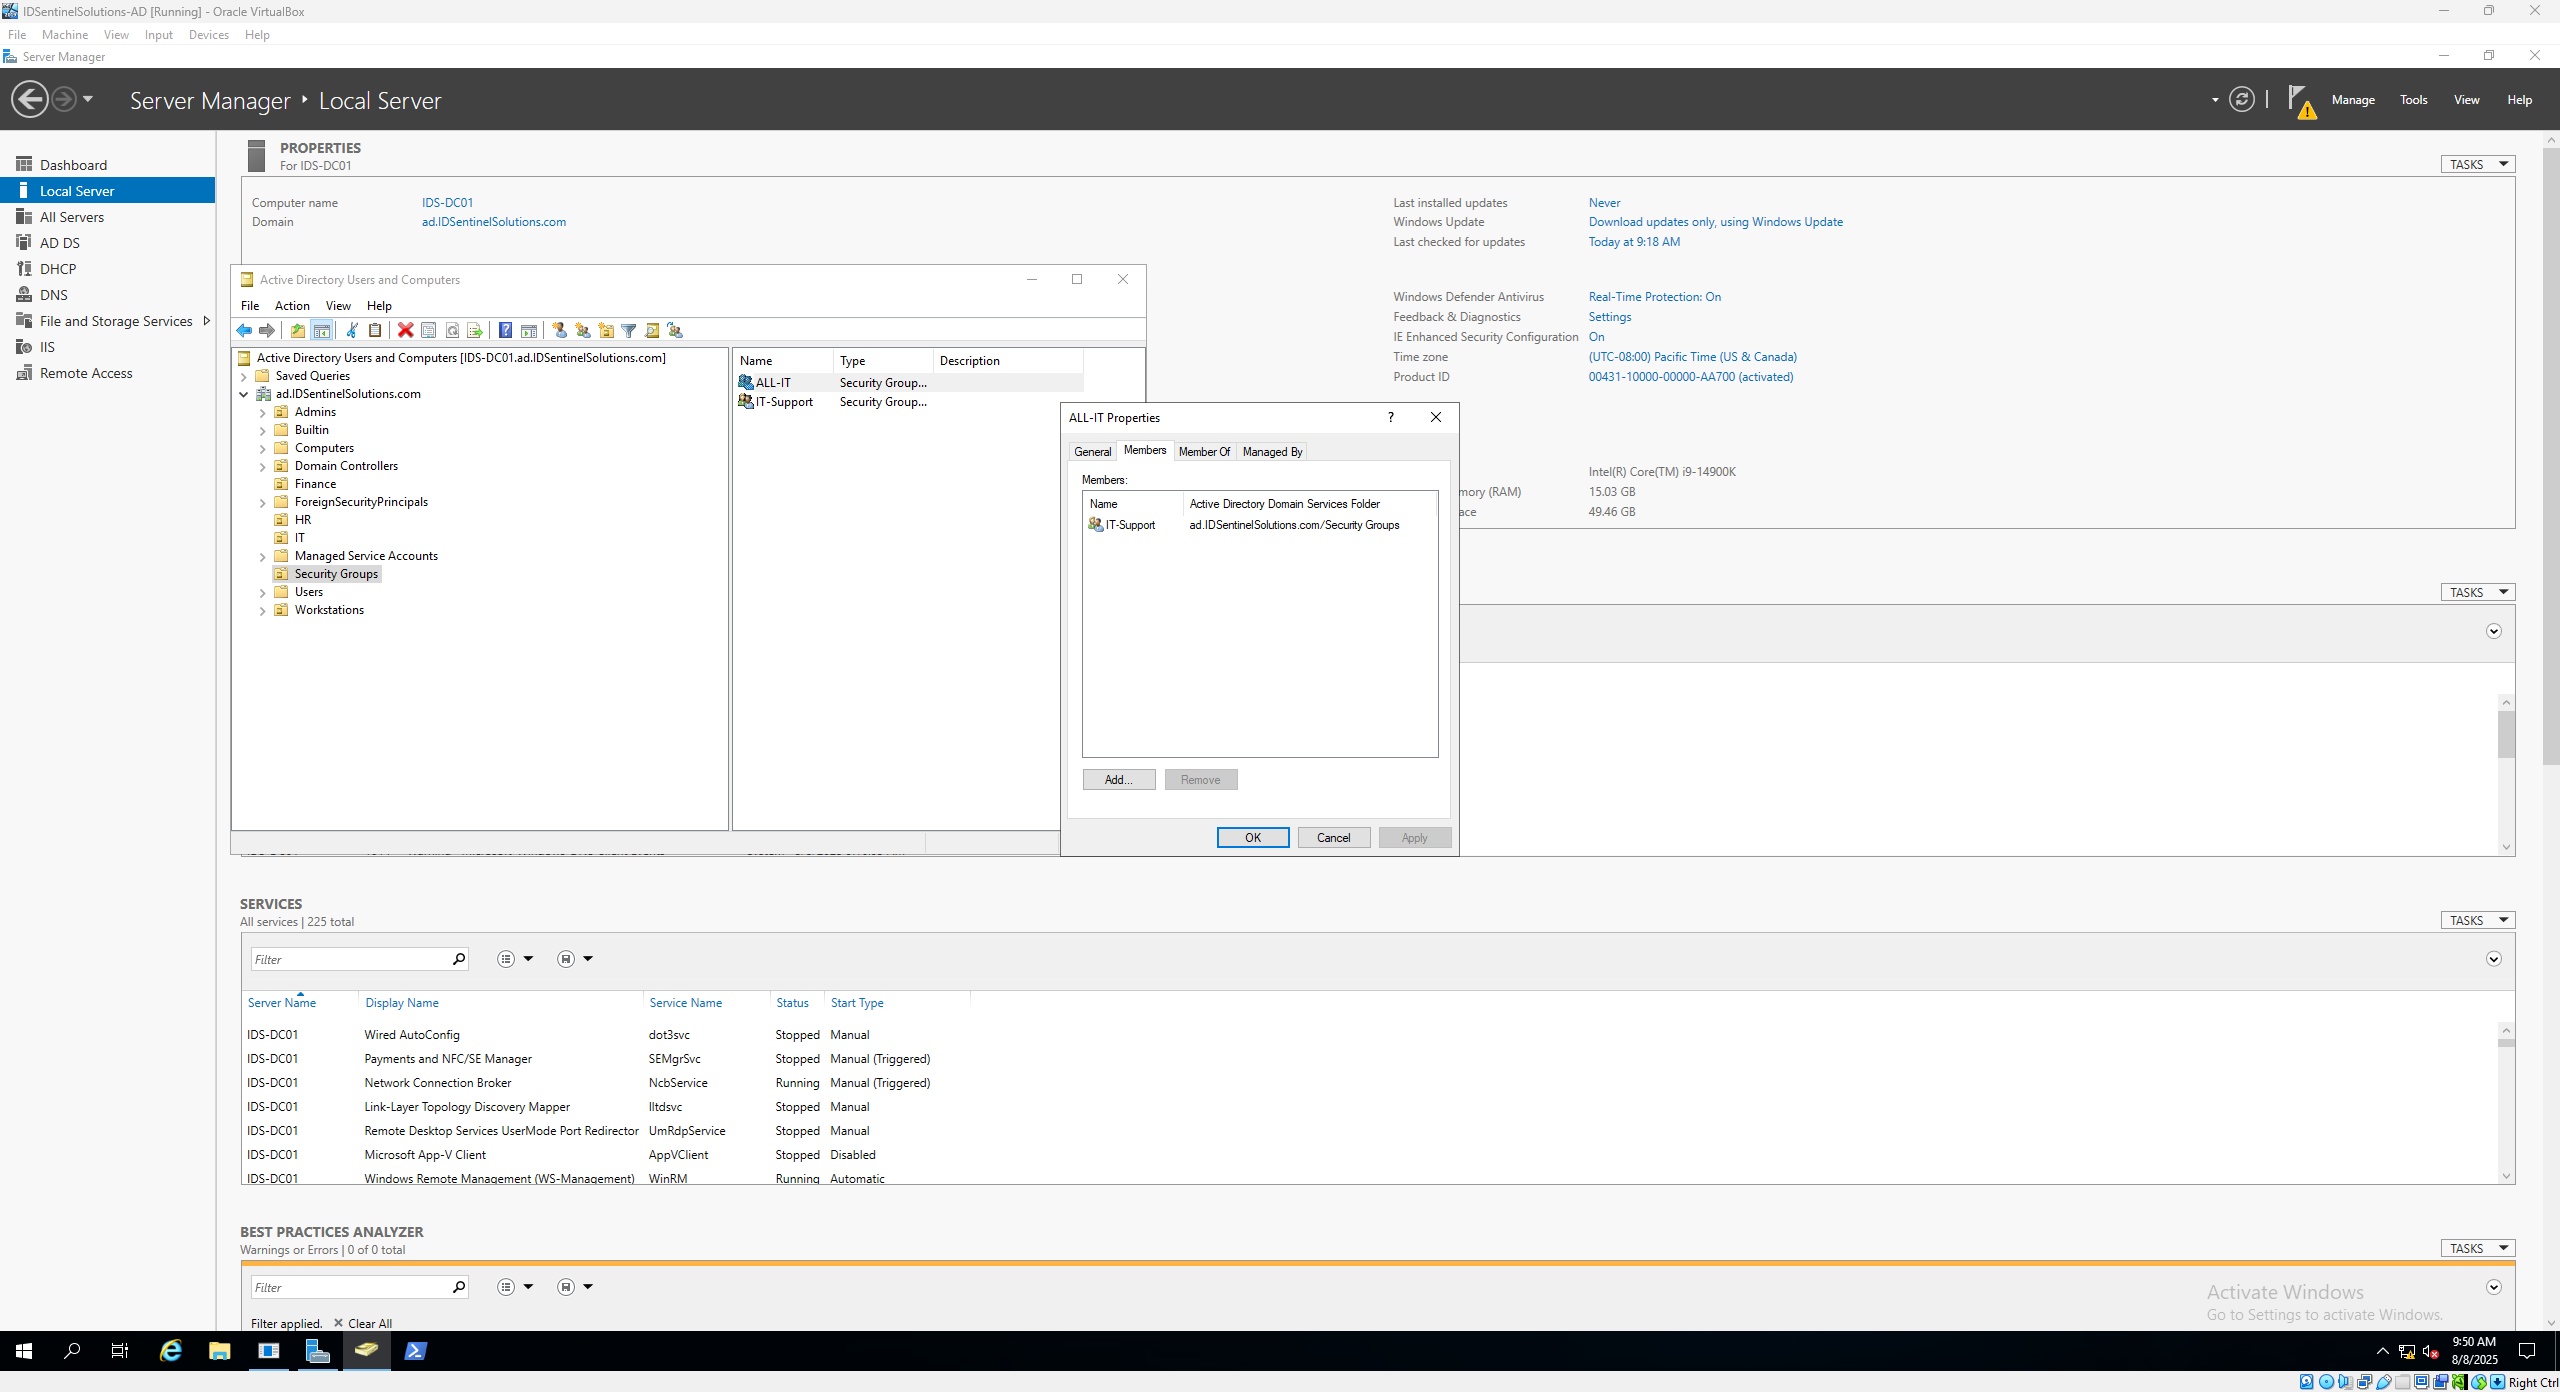 IDSentinelSolutions-AD [Running] - Oracle VirtualBox
File Machine View Input Devices Help
Server Manager
Server Manager ‣ Local Server
Manage Tools View Help
Dashboard
Local Server
All Servers
AD DS
DHCP
DNS
File and Storage Services
IIS
Remote Access
PROPERTIES
For IDS-DC01
TASKS
Computer name IDS-DC01
Domain ad.IDSentinelSolutions.com
Last installed updates Never
Windows Update Download updates only, using Windows Update
Last checked for updates Today at 9:18 AM
Windows Defender Antivirus Real-Time Protection: On
Feedback & Diagnostics Settings
IE Enhanced Security Configuration On
Time zone (UTC-08:00) Pacific Time (US & Canada)
Product ID 00431-10000-00000-AA700 (activated)
Intel(R) Core(TM) i9-14900K
mory (RAM) 15.03 GB
ace 49.46 GB
Active Directory Users and Computers
File Action View Help
Active Directory Users and Computers [IDS-DC01.ad.IDSentinelSolutions.com]
Saved Queries
ad.IDSentinelSolutions.com
Admins
Builtin
Computers
Domain Controllers
Finance
ForeignSecurityPrincipals
HR
IT
Managed Service Accounts
Security Groups
Users
Workstations
Name Type Description
ALL-IT Security Group...
IT-Support Security Group...
ALL-IT Properties
General Members Member Of Managed By
Members:
Name Active Directory Domain Services Folder
IT-Support ad.IDSentinelSolutions.com/Security Groups
Add... Remove
OK Cancel Apply
TASKS
SERVICES
All services | 225 total
TASKS
Filter
Server Name Display Name Service Name Status Start Type
IDS-DC01 Wired AutoConfig dot3svc Stopped Manual
IDS-DC01 Payments and NFC/SE Manager SEMgrSvc Stopped Manual (Triggered)
IDS-DC01 Network Connection Broker NcbService Running Manual (Triggered)
IDS-DC01 Link-Layer Topology Discovery Mapper lltdsvc Stopped Manual
IDS-DC01 Remote Desktop Services UserMode Port Redirector UmRdpService Stopped Manual
IDS-DC01 Microsoft App-V Client AppVClient Stopped Disabled
IDS-DC01 Windows Remote Management (WS-Management) WinRM Running Automatic
BEST PRACTICES ANALYZER
Warnings or Errors | 0 of 0 total
TASKS
Filter
Filter applied. Clear All
Activate Windows
Go to Settings to activate Windows.
9:50 AM
8/8/2025
Right Ctrl